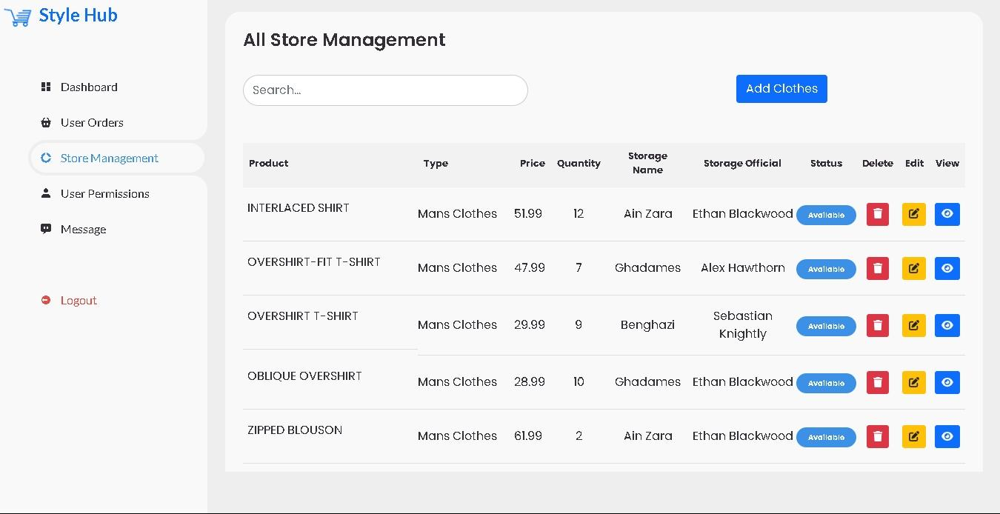 Style Hub
Dashboard
User Orders
Store Management
User Permissions
Message
Logout
All Store Management
Search...
Add Clothes
Product Type Price Quantity Storage Name Storage Official Status Delete Edit View
INTERLACED SHIRT Mans Clothes 51.99 12 Ain Zara Ethan Blackwood Available
OVERSHIRT-FIT T-SHIRT Mans Clothes 47.99 7 Ghadames Alex Hawthorn Available
OVERSHIRT T-SHIRT Mans Clothes 29.99 9 Benghazi Sebastian Knightly Available
OBLIQUE OVERSHIRT Mans Clothes 28.99 10 Ghadames Ethan Blackwood Available
ZIPPED BLOUSON Mans Clothes 61.99 2 Ain Zara Ethan Blackwood Available